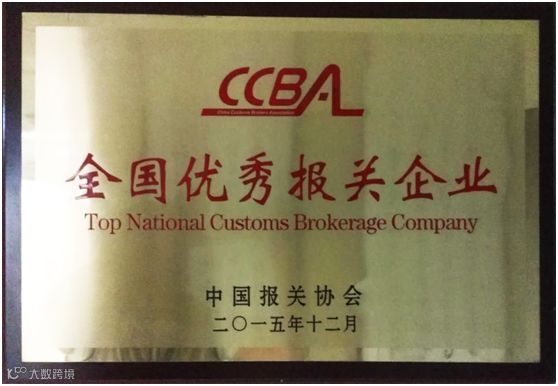 CCBA
China Customs Brokers Association
全国优秀报关企业
Top National Customs Brokerage Company
中国报关协会
二〇一五年十二月
大数跨境